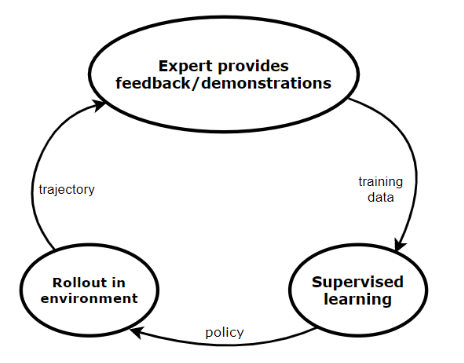 Expert provides
feedback/demonstrations
trajectory
training
data
Rollout in
environment
Supervised
learning
policy